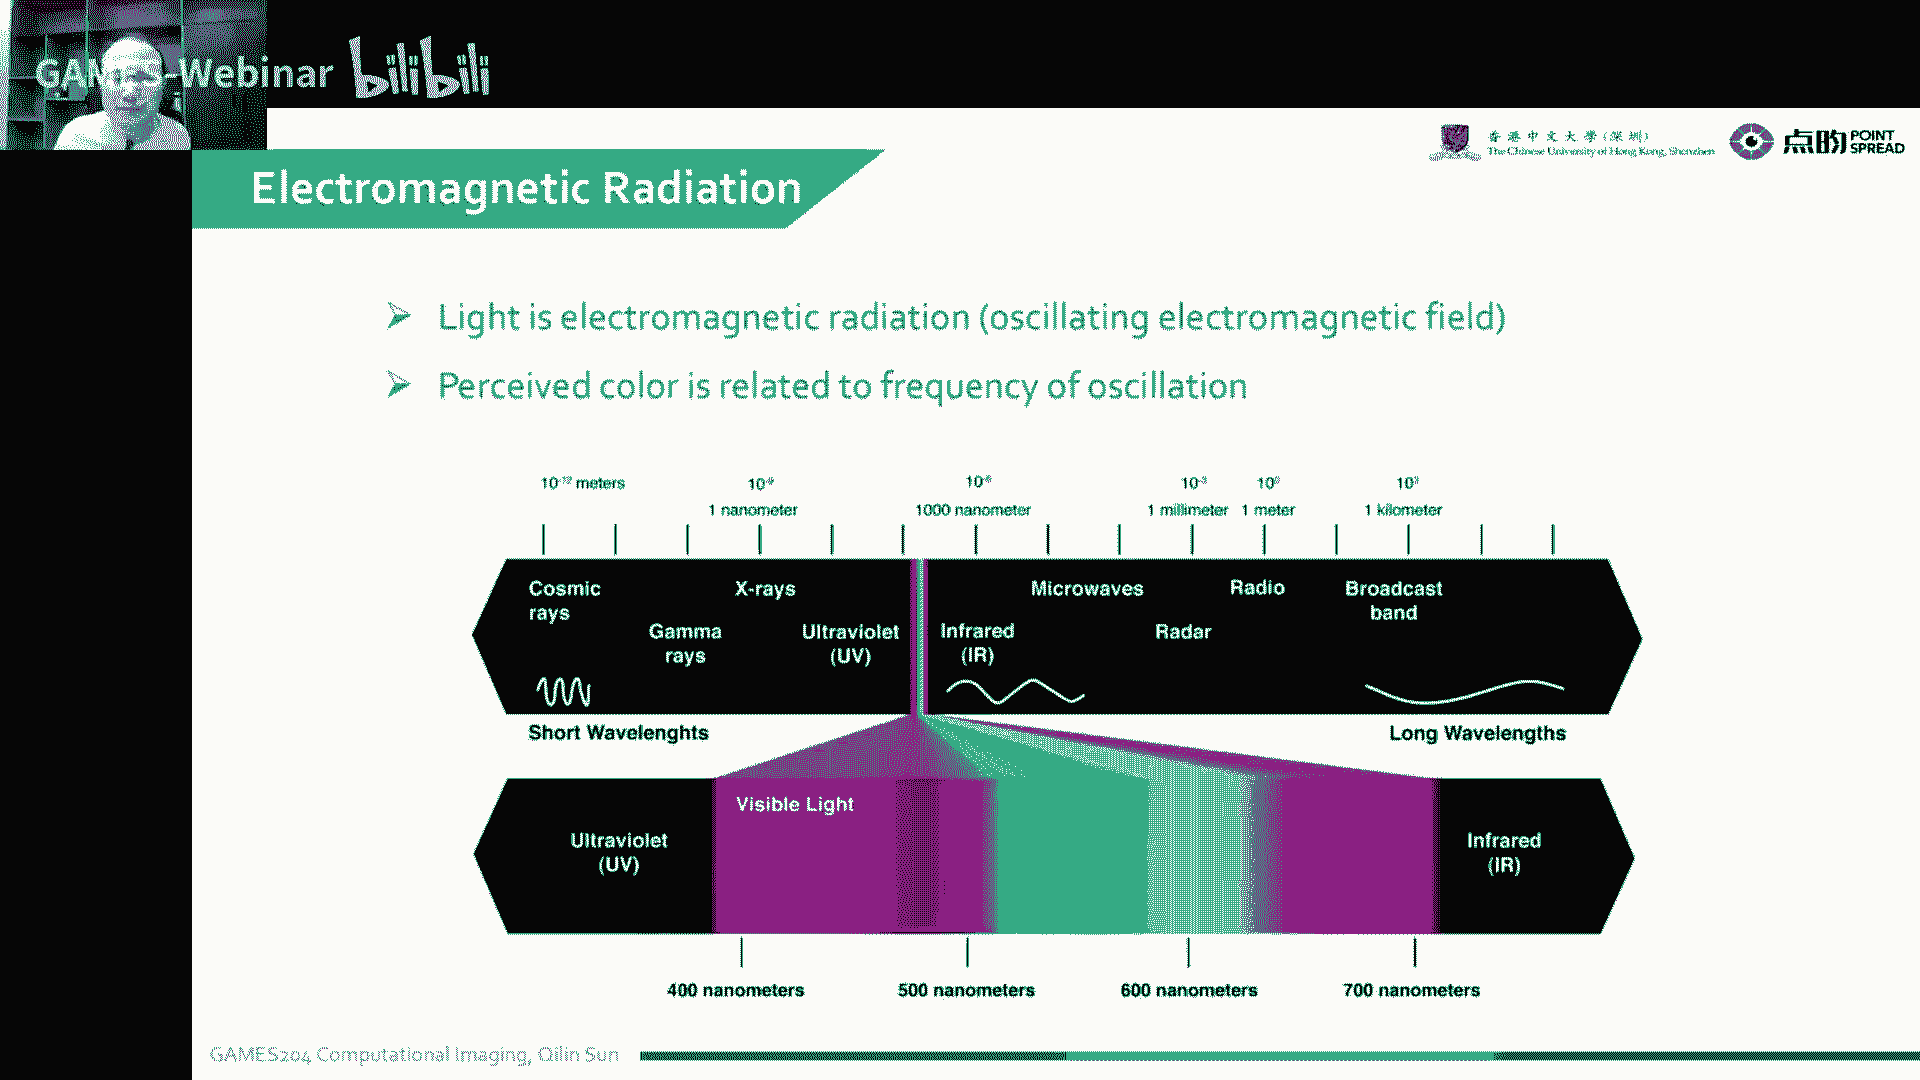 GAMES-Webinar bilibili
香港中文大學(深圳)
The Chinese University of Hong Kong, Shenzhen
点昀 POINT
SPREAD
Electromagnetic Radiation
Light is electromagnetic radiation (oscillating electromagnetic field)
Perceived color is related to frequency of oscillation
10⁻¹² meters 10⁻⁹ 10⁻⁶ 10⁻³ 10⁰ 10³
1 nanometer 1000 nanometer 1 millimeter 1 meter 1 kilometer
Cosmic
rays
X-rays
Microwaves
Radio
Broadcast
band
Gamma
rays
Ultraviolet
(UV)
Infrared
(IR)
Radar
Short Wavelenghts
Long Wavelengths
Visible Light
Ultraviolet
(UV)
Infrared
(IR)
400 nanometers 500 nanometers 600 nanometers 700 nanometers
GAMES204 Computational Imaging, Qilin Sun